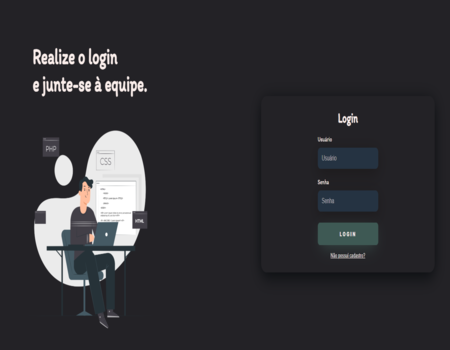 Realize o login
e junte-se à equipe.
PHP
CSS
HTML
Login
Usuário
Usuário
Senha
Senha
LOGIN
Não possui cadastro?